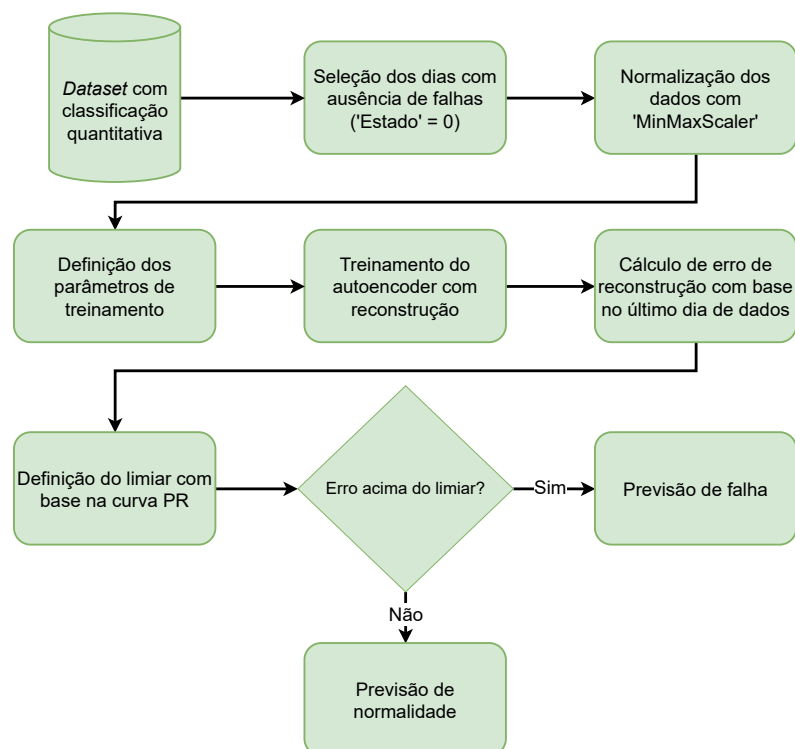 Dataset com
classificação
quantitativa
Seleção dos dias com
ausência de falhas
('Estado' = 0)
Normalização dos
dados com
'MinMaxScaler'
Definição dos
parâmetros de
treinamento
Treinamento do
autoencoder com
reconstrução
Cálculo de erro de
reconstrução com base
no último dia de dados
Definição do limiar com
base na curva PR
Erro acima do limiar?
Sim
Previsão de falha
Não
Previsão de
normalidade